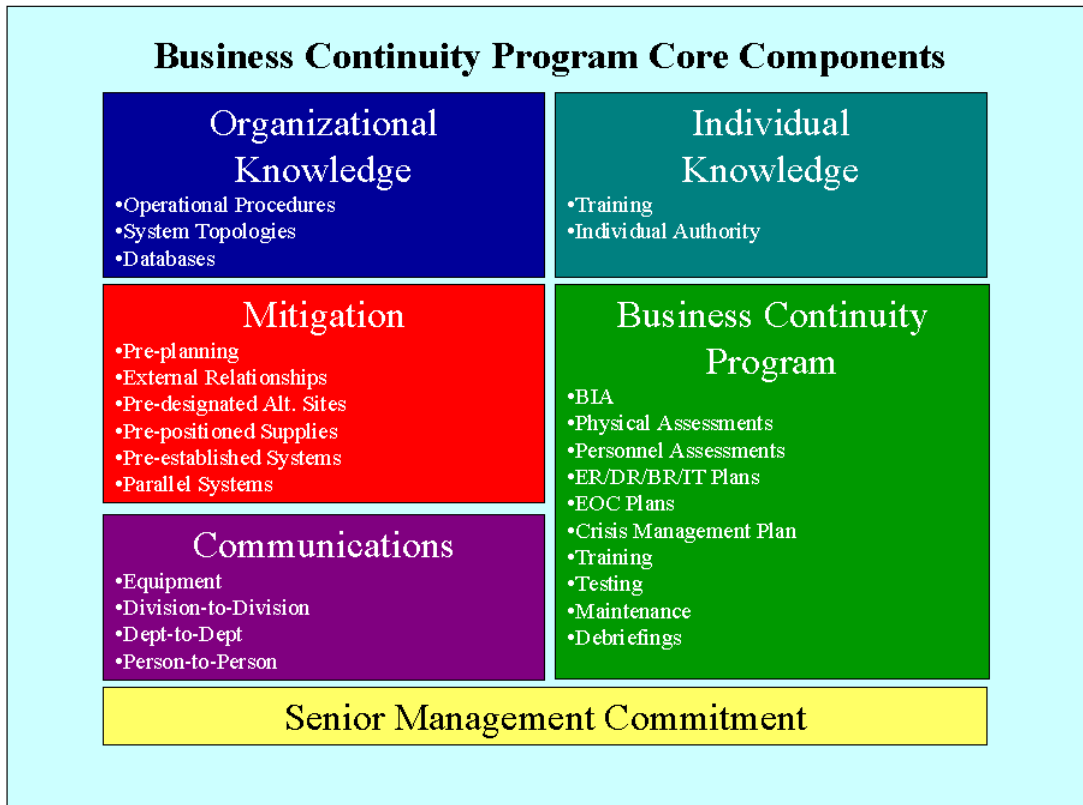 Business Continuity Program Core Components
Organizational
Knowledge
•Operational Procedures
•System Topologies
•Databases
Individual
Knowledge
•Training
•Individual Authority
Mitigation
•Pre-planning
•External Relationships
•Pre-designated Alt. Sites
•Pre-positioned Supplies
•Pre-established Systems
•Parallel Systems
Business Continuity
Program
•BIA
•Physical Assessments
•Personnel Assessments
•ER/DR/BR/IT Plans
•EOC Plans
•Crisis Management Plan
•Training
•Testing
•Maintenance
•Debriefings
Communications
•Equipment
•Division-to-Division
•Dept-to-Dept
•Person-to-Person
Senior Management Commitment